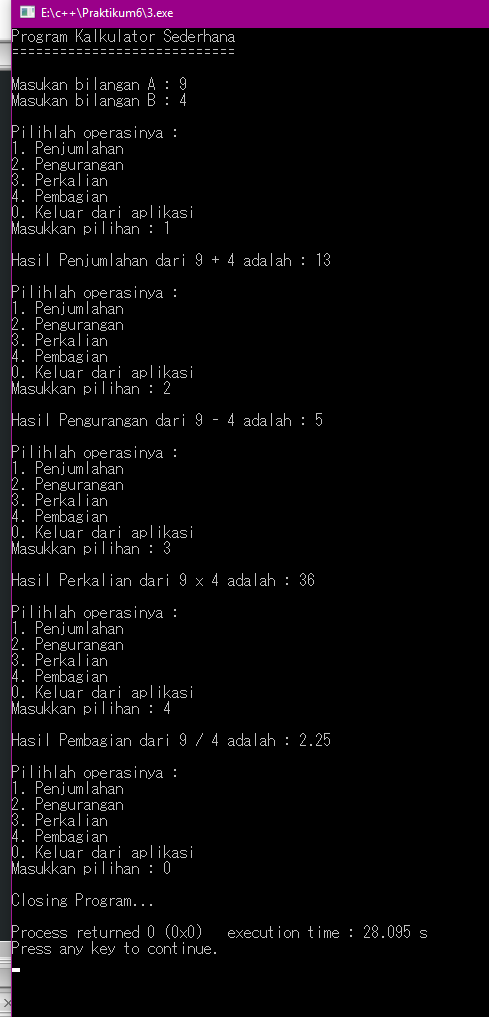 E:\c++\Praktikum6\3.exe
Program Kalkulator Sederhana
============================
Masukan bilangan A : 9
Masukan bilangan B : 4
Pilihlah operasinya :
1. Penjumlahan
2. Pengurangan
3. Perkalian
4. Pembagian
0. Keluar dari aplikasi
Masukkan pilihan : 1
Hasil Penjumlahan dari 9 + 4 adalah : 13
Pilihlah operasinya :
1. Penjumlahan
2. Pengurangan
3. Perkalian
4. Pembagian
0. Keluar dari aplikasi
Masukkan pilihan : 2
Hasil Pengurangan dari 9 - 4 adalah : 5
Pilihlah operasinya :
1. Penjumlahan
2. Pengurangan
3. Perkalian
4. Pembagian
0. Keluar dari aplikasi
Masukkan pilihan : 3
Hasil Perkalian dari 9 x 4 adalah : 36
Pilihlah operasinya :
1. Penjumlahan
2. Pengurangan
3. Perkalian
4. Pembagian
0. Keluar dari aplikasi
Masukkan pilihan : 4
Hasil Pembagian dari 9 / 4 adalah : 2.25
Pilihlah operasinya :
1. Penjumlahan
2. Pengurangan
3. Perkalian
4. Pembagian
0. Keluar dari aplikasi
Masukkan pilihan : 0
Closing Program...
Process returned 0 (0x0)   execution time : 28.095 s
Press any key to continue.